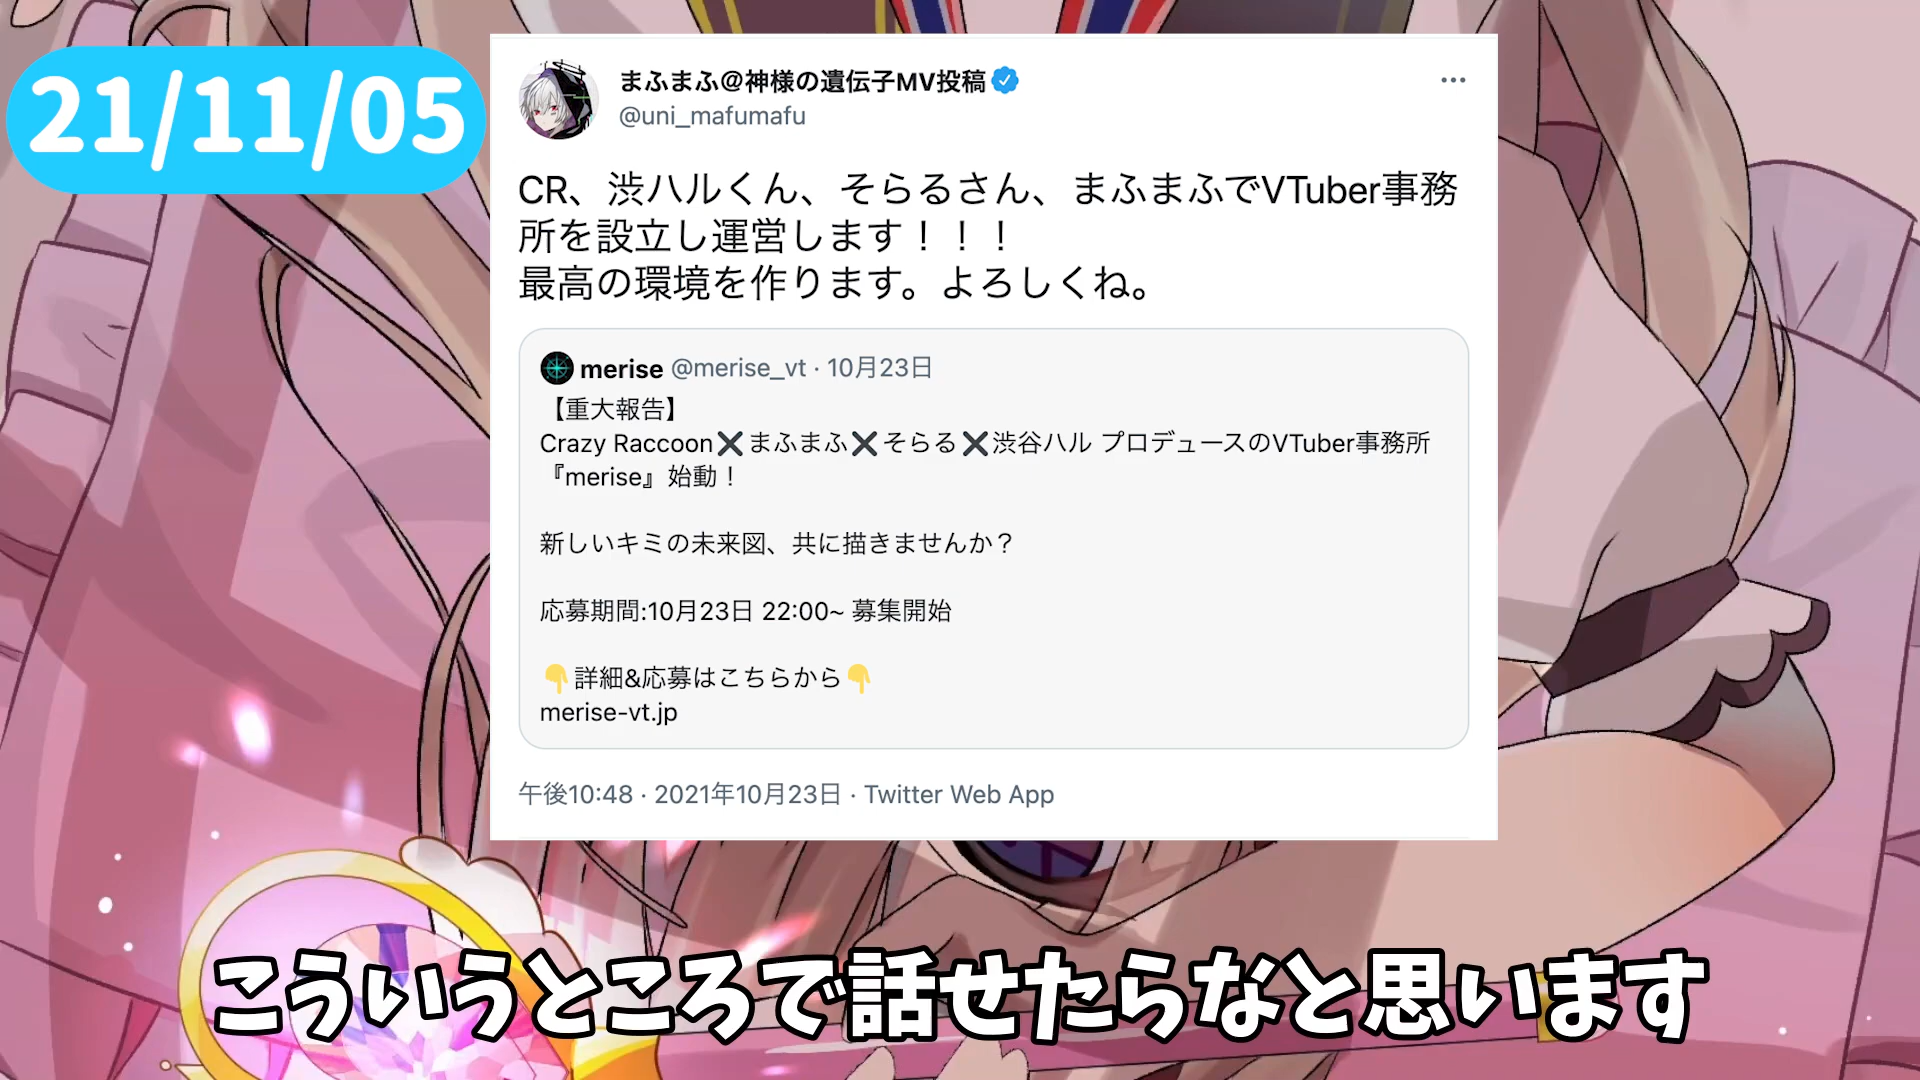 21/11/05
まふまふ@神様の遺伝子MV投稿
@uni_mafumafu
CR、渋ハルくん、そらるさん、まふまふでVTuber事務
所を設立し運営します！！！
最高の環境を作ります。よろしくね。
merise @merise_vt · 10月23日
【重大報告】
Crazy Raccoon✖まふまふ✖そらる✖渋谷ハル プロデュースのVTuber事務所
『merise』始動！
新しいキミの未来図、共に描きませんか？
応募期間:10月23日 22:00~ 募集開始
👇詳細&応募はこちらから👇
merise-vt.jp
午後10:48 · 2021年10月23日 · Twitter Web App
こういうところで話せたらなと思います